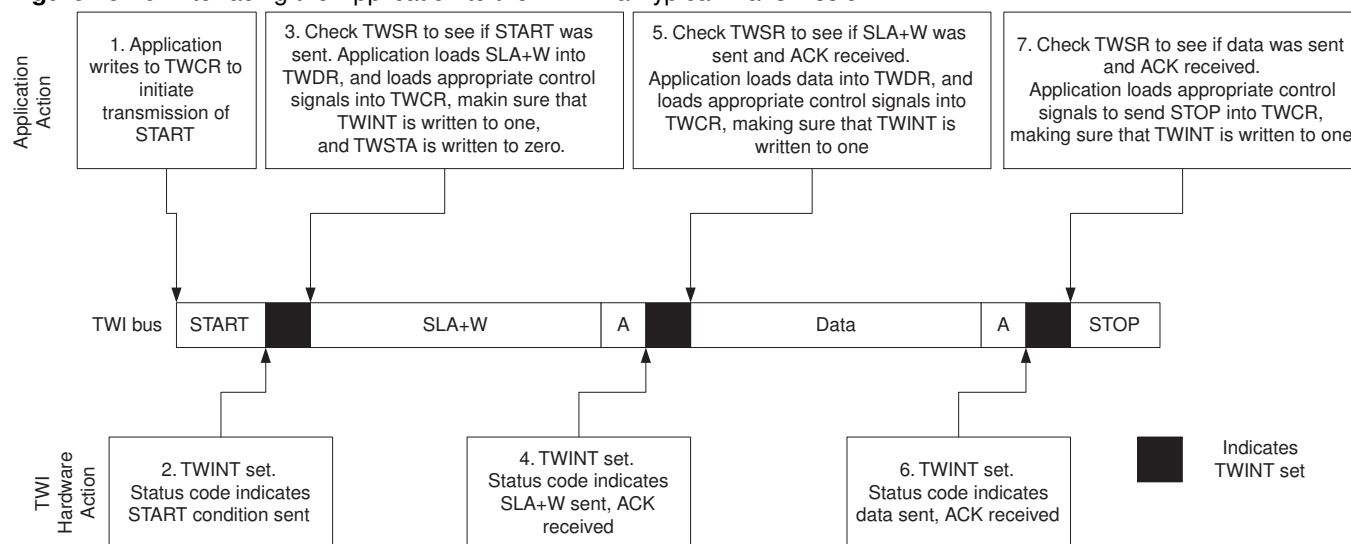 1. Application
writes to TWCR to
initiate
transmission of
START
3. Check TWSR to see if START was
sent. Application loads SLA+W into
TWDR, and loads appropriate control
signals into TWCR, makin sure that
TWINT is written to one,
and TWSTA is written to zero.
5. Check TWSR to see if SLA+W was
sent and ACK received.
Application loads data into TWDR, and
loads appropriate control signals into
TWCR, making sure that TWINT is
written to one
7. Check TWSR to see if data was sent
and ACK received.
Application loads appropriate control
signals to send STOP into TWCR,
making sure that TWINT is written to one
Application
Action
TWI bus
START
SLA+W
A
Data
A
STOP
TWI
Hardware
Action
2. TWINT set.
Status code indicates
START condition sent
4. TWINT set.
Status code indicates
SLA+W sent, ACK
received
6. TWINT set.
Status code indicates
data sent, ACK received
Indicates
TWINT set